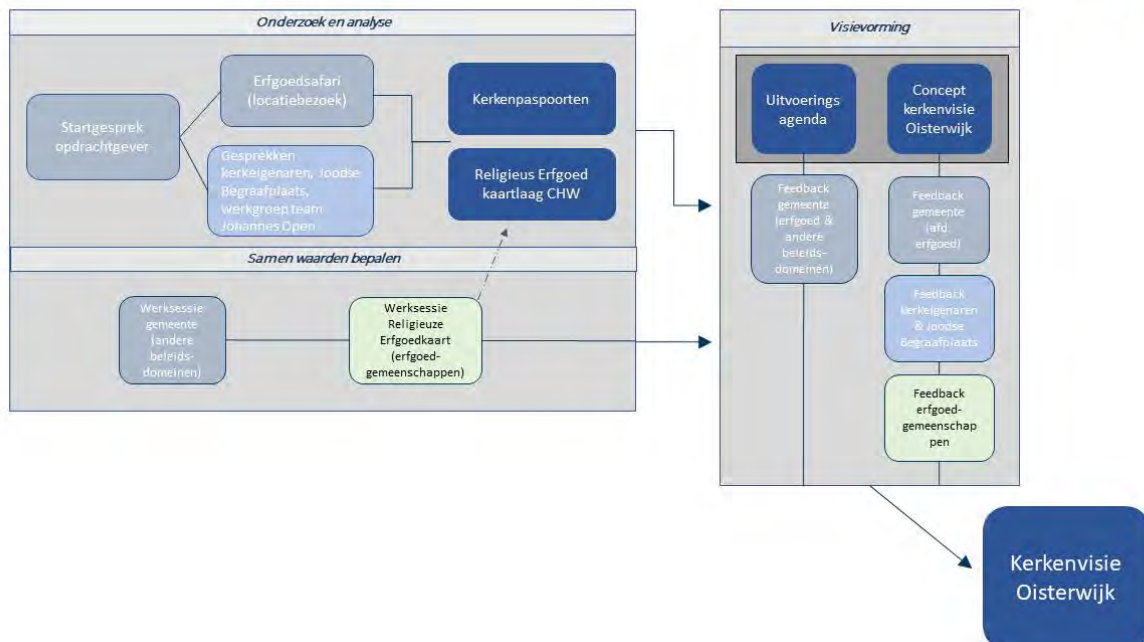 Onderzoek en analyse
Startgesprek
opdrachtgever
Erfgoedsafari
(locatiebezoek)
Gesprekken
kerkeigenaren, Joodse
Begraafplaats,
werkgroep team
Johannes Open
Kerkenpaspoorten
Religieus Erfgoed
kaartlaag CHW
Samen waarden bepalen
Werksessie
gemeente
(andere
beleids-
domeinen)
Werksessie
Religieuze
Erfgoedkaart
(erfgoed-
gemeenschappen)
Visievorming
Uitvoerings
agenda
Concept
kerkenvisie
Oisterwijk
Feedback
gemeente
(erfgoed &
andere
beleids-
domeinen)
Feedback
gemeente
(afd.
erfgoed)
Feedback
kerkeigenaren
& Joodse
Begraafplaats
Feedback
erfgoed-
gemeenschap
pen
Kerkenvisie
Oisterwijk